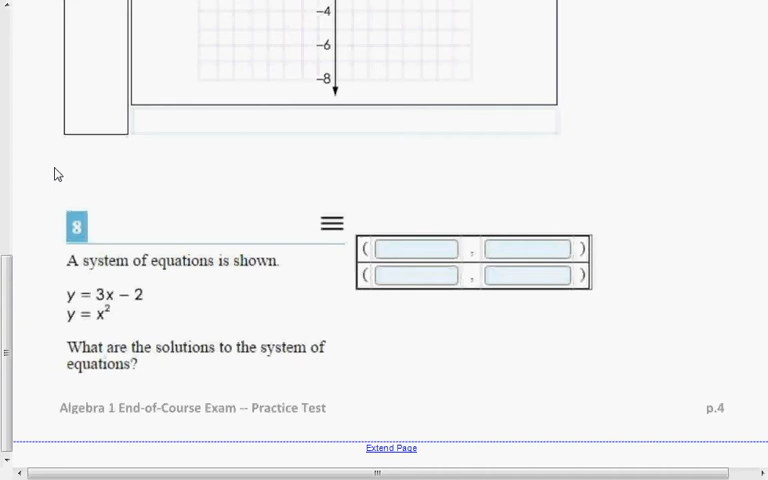 -4
-6
-8
8
( , )
( , )
A system of equations is shown.
y = 3x − 2
y = x²
What are the solutions to the system of
equations?
Algebra 1 End-of-Course Exam -- Practice Test p.4
Extend Page